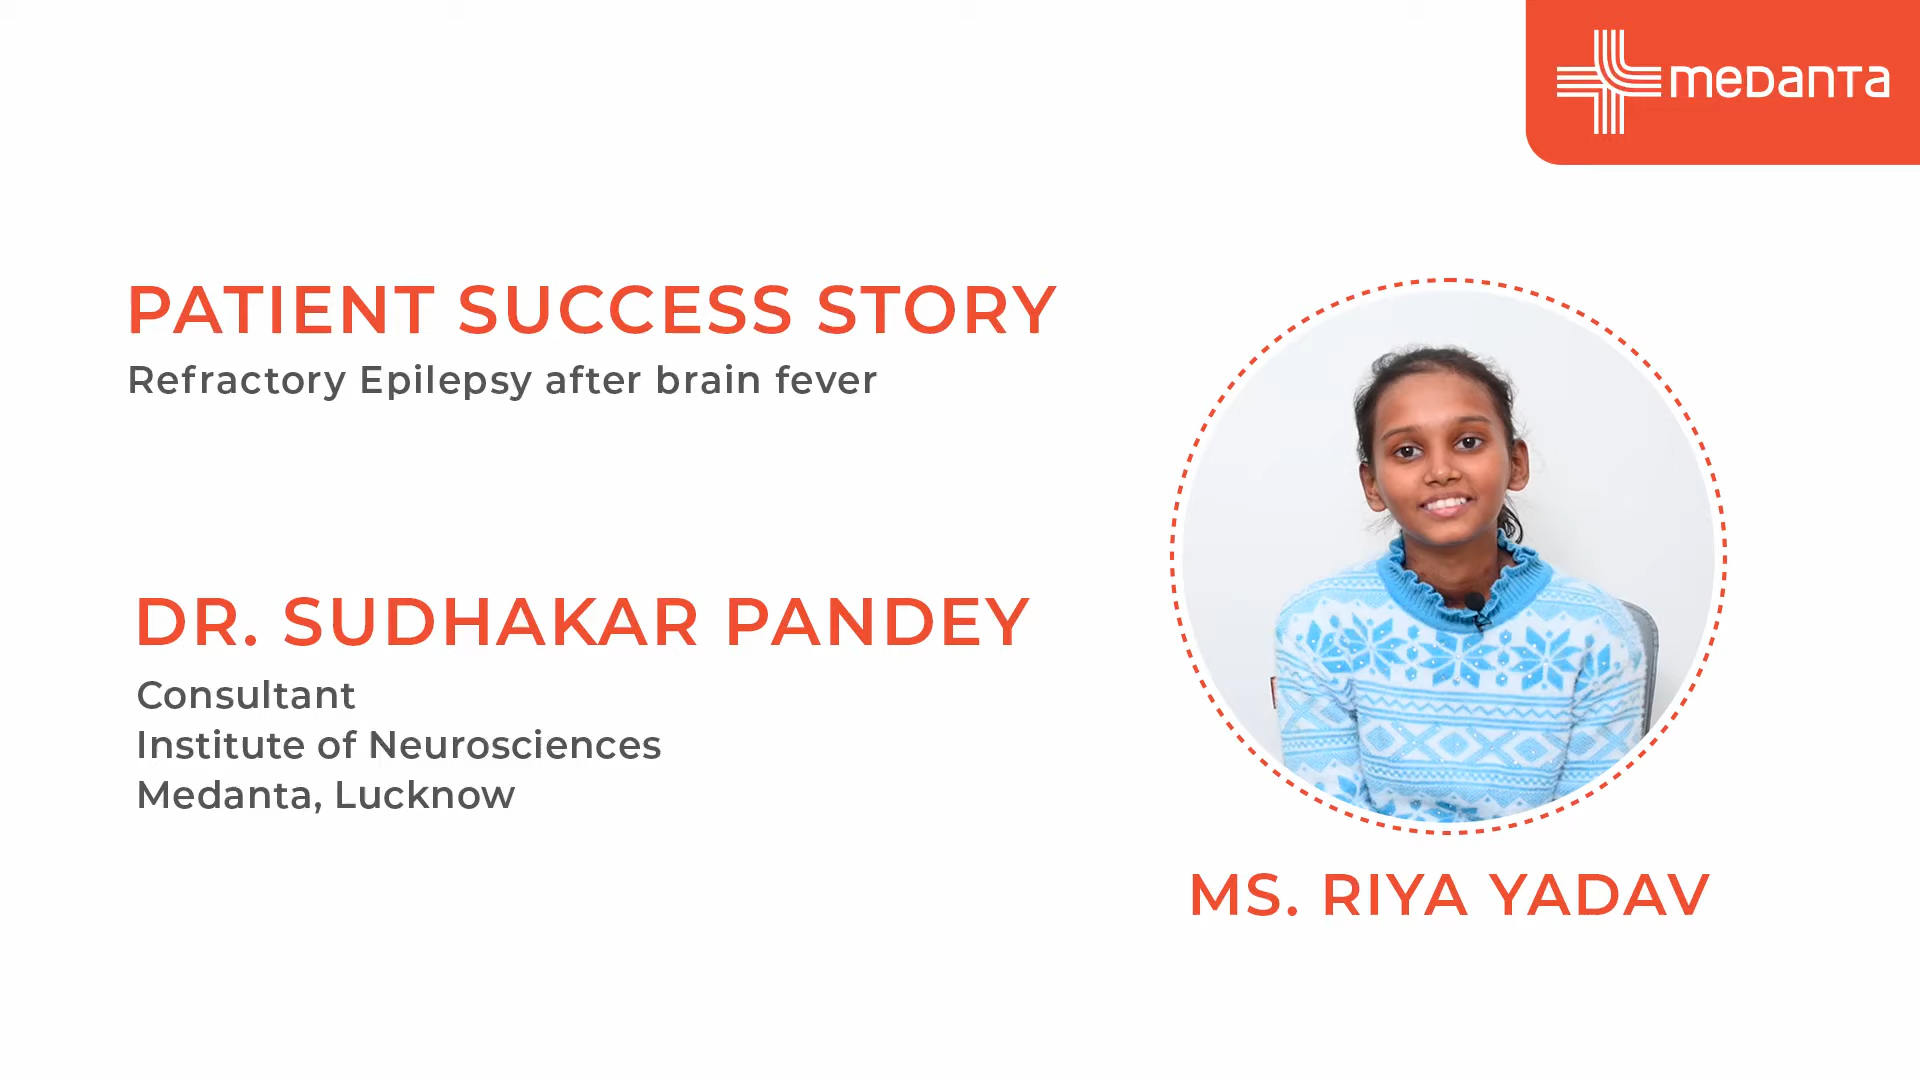 medanta
PATIENT SUCCESS STORY
Refractory Epilepsy after brain fever
DR. SUDHAKAR PANDEY
Consultant
Institute of Neurosciences
Medanta, Lucknow
MS. RIYA YADAV